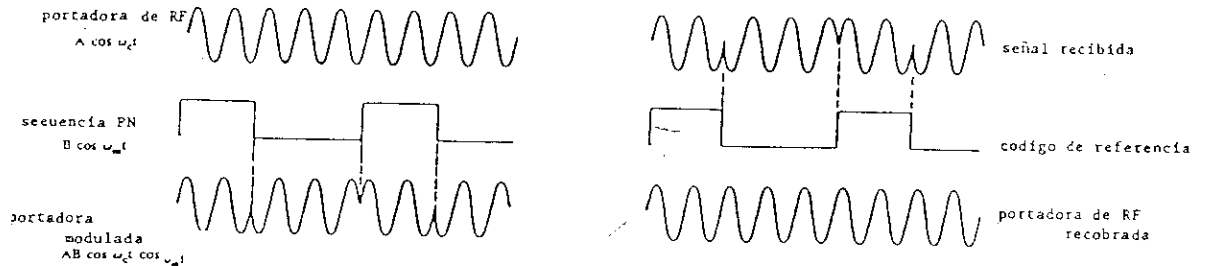 portadora de RF
A cos ω_c t
secuencia PN
B cos ω_m t
portadora
modulada
AB cos ω_c t cos ω_m t
señal recibida
codigo de referencia
portadora de RF
recobrada